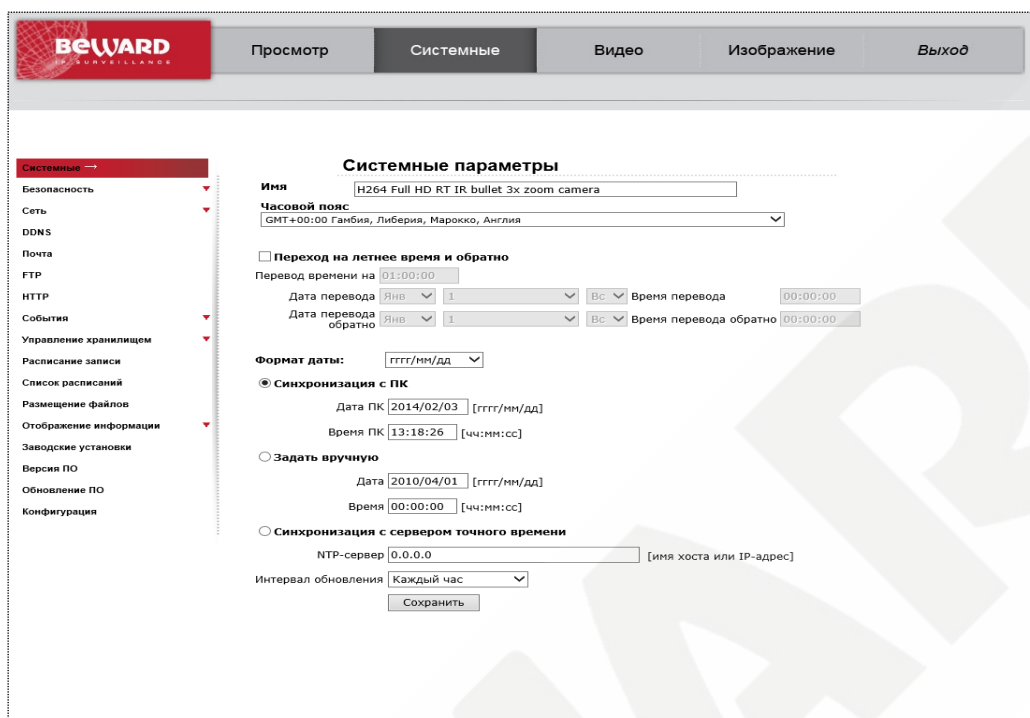 BEWARD
IP SURVEILLANCE
Просмотр
Системные
Видео
Изображение
Выход
Системные →
Безопасность
Сеть
DDNS
Почта
FTP
HTTP
События
Управление хранилищем
Расписание записи
Список расписаний
Размещение файлов
Отображение информации
Заводские установки
Версия ПО
Обновление ПО
Конфигурация
Системные параметры
Имя H264 Full HD RT IR bullet 3x zoom camera
Часовой пояс
GMT+00:00 Гамбия, Либерия, Марокко, Англия
Переход на летнее время и обратно
Перевод времени на 01:00:00
Дата перевода Янв 1 Вс Время перевода 00:00:00
Дата перевода
обратно Янв 1 Вс Время перевода обратно 00:00:00
Формат даты: гггг/мм/дд
Синхронизация с ПК
Дата ПК 2014/02/03 [гггг/мм/дд]
Время ПК 13:18:26 [чч:мм:сс]
Задать вручную
Дата 2010/04/01 [гггг/мм/дд]
Время 00:00:00 [чч:мм:сс]
Синхронизация с сервером точного времени
NTP-сервер 0.0.0.0 [имя хоста или IP-адрес]
Интервал обновления Каждый час
Сохранить